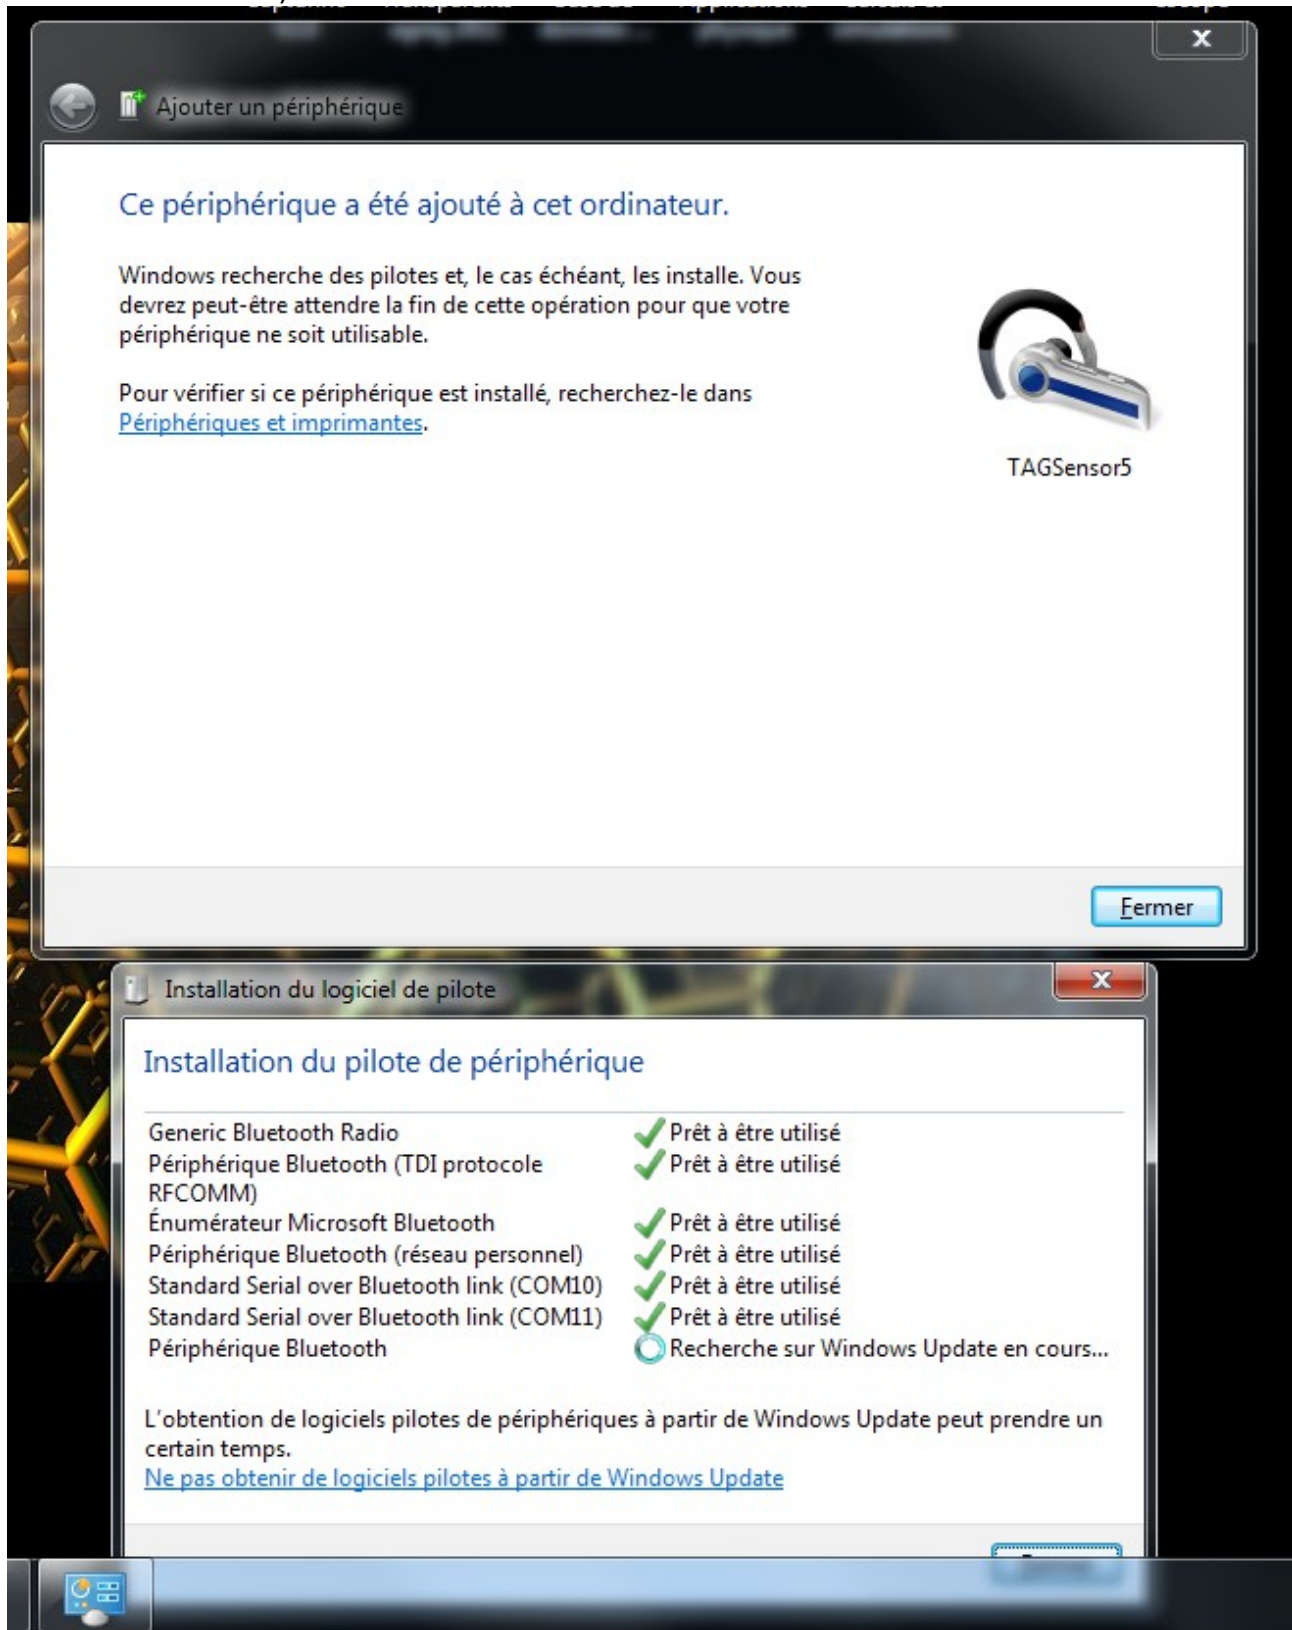 Ajouter un périphérique
Ce périphérique a été ajouté à cet ordinateur.
Windows recherche des pilotes et, le cas échéant, les installe. Vous
devrez peut-être attendre la fin de cette opération pour que votre
périphérique ne soit utilisable.
Pour vérifier si ce périphérique est installé, recherchez-le dans
Périphériques et imprimantes.
TAGSensor5
Fermer
Installation du logiciel de pilote
Installation du pilote de périphérique
Generic Bluetooth Radio Prêt à être utilisé
Périphérique Bluetooth (TDI protocole Prêt à être utilisé
RFCOMM)
Énumérateur Microsoft Bluetooth Prêt à être utilisé
Périphérique Bluetooth (réseau personnel) Prêt à être utilisé
Standard Serial over Bluetooth link (COM10) Prêt à être utilisé
Standard Serial over Bluetooth link (COM11) Prêt à être utilisé
Périphérique Bluetooth Recherche sur Windows Update en cours...
L'obtention de logiciels pilotes de périphériques à partir de Windows Update peut prendre un
certain temps.
Ne pas obtenir de logiciels pilotes à partir de Windows Update